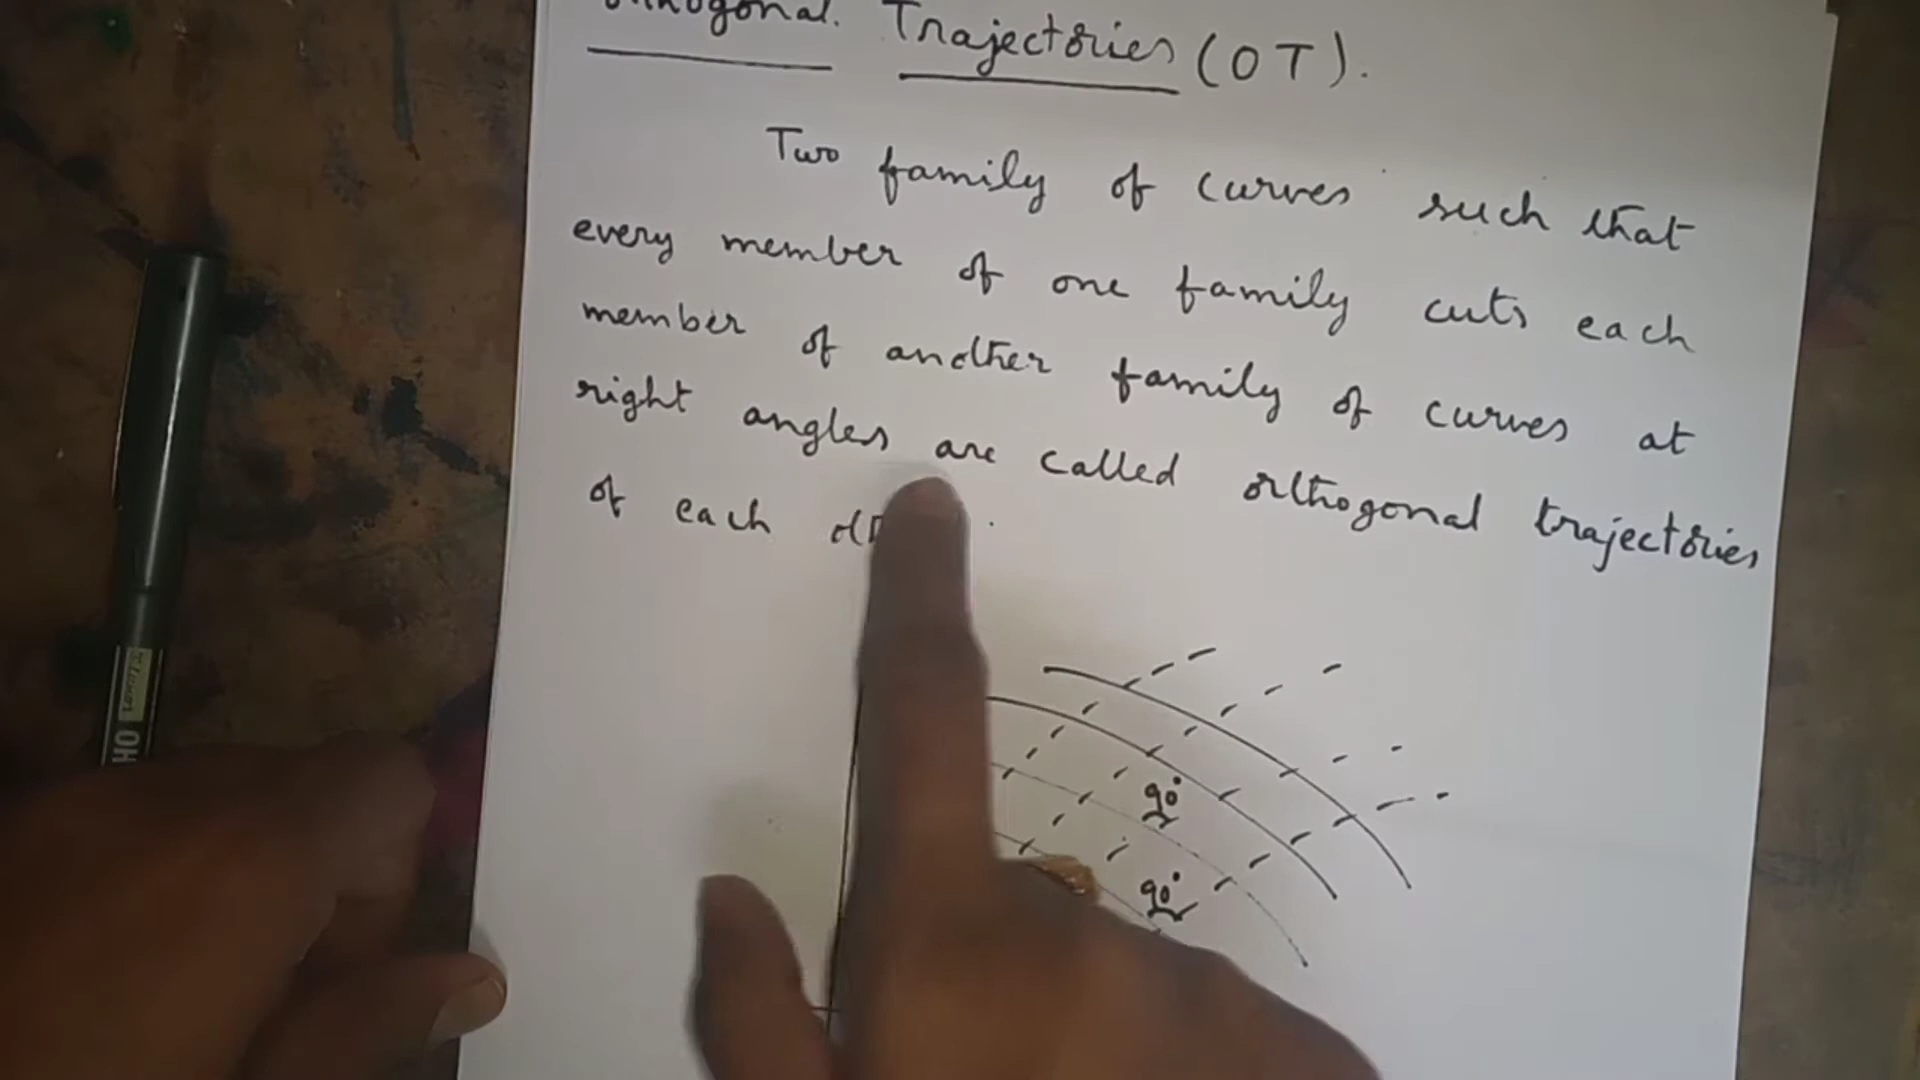 Orthogonal. Trajectories (OT).
Two family of curves such that
every member of one family cuts each
member of another family of curves at
right angles are called orthogonal trajectories
of each
90°
90°